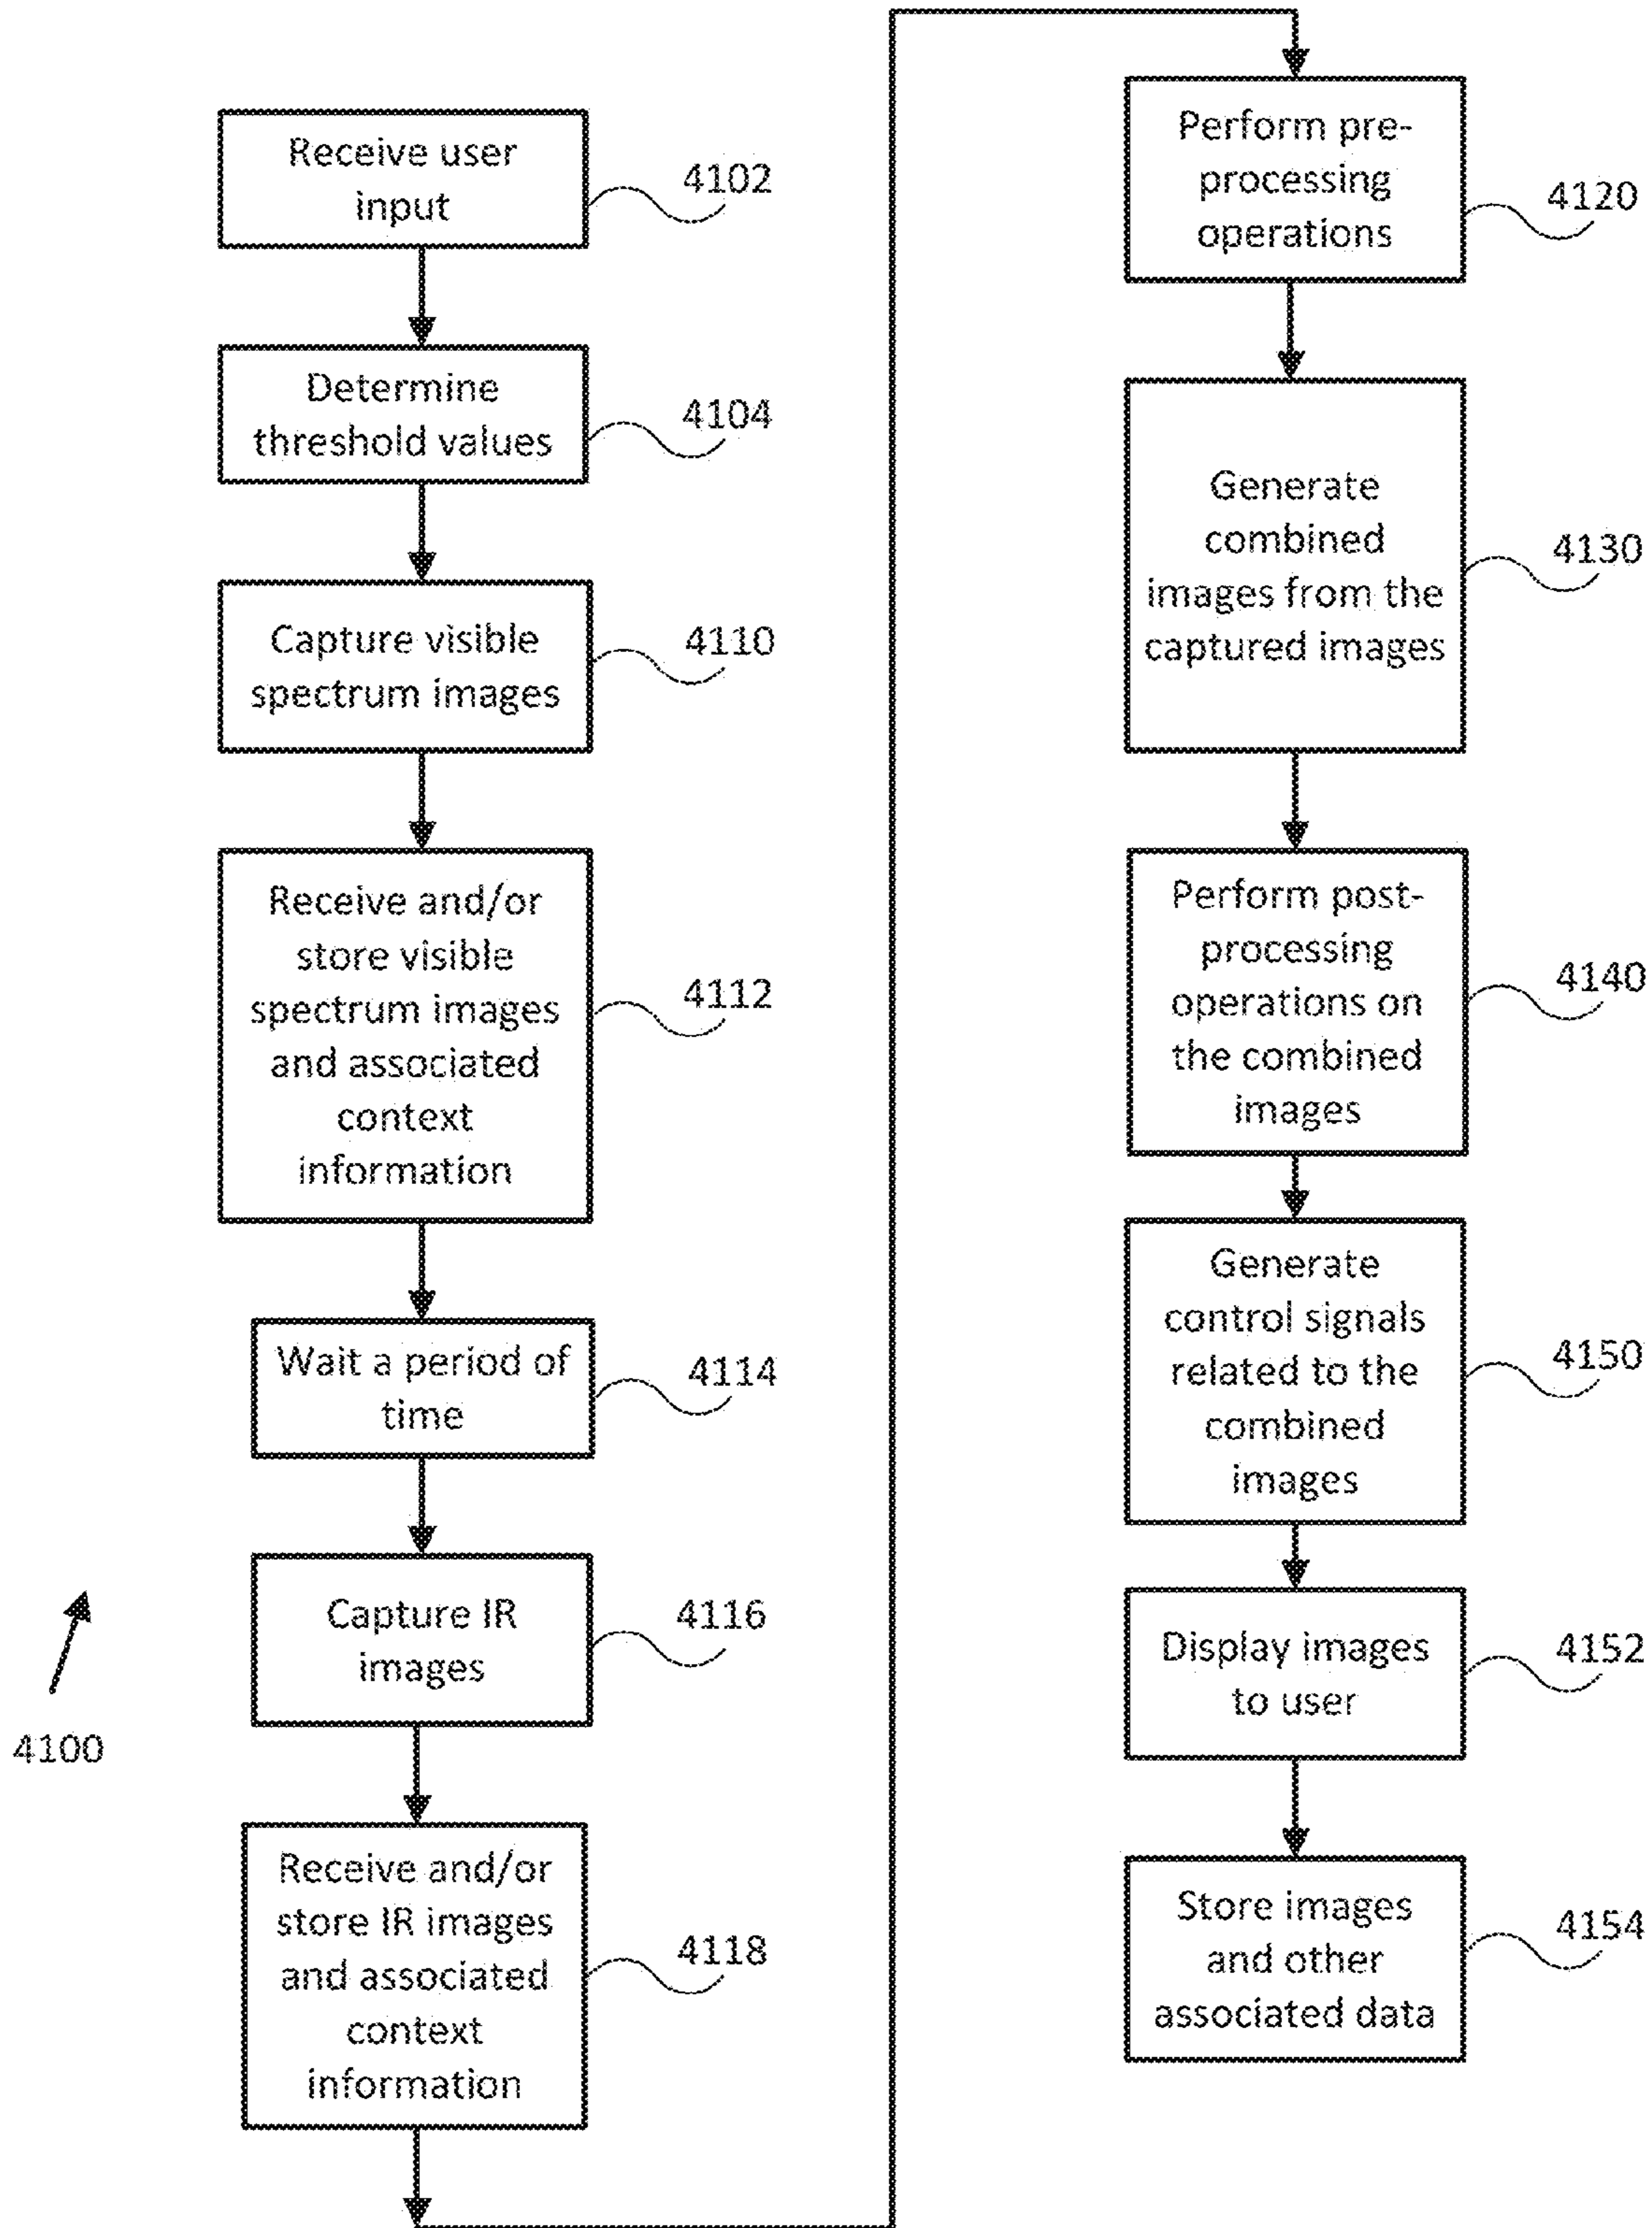 Receive user
input
4102
Determine
threshold values
4104
Capture visible
spectrum images
4110
Receive and/or
store visible
spectrum images
and associated
context
information
4112
Wait a period of
time
4114
Capture IR
images
4116
4100
Receive and/or
store IR images
and associated
context
information
4118
Perform pre-
processing
operations
4120
Generate
combined
images from the
captured images
4130
Perform post-
processing
operations on
the combined
images
4140
Generate
control signals
related to the
combined
images
4150
Display images
to user
4152
Store images
and other
associated data
4154